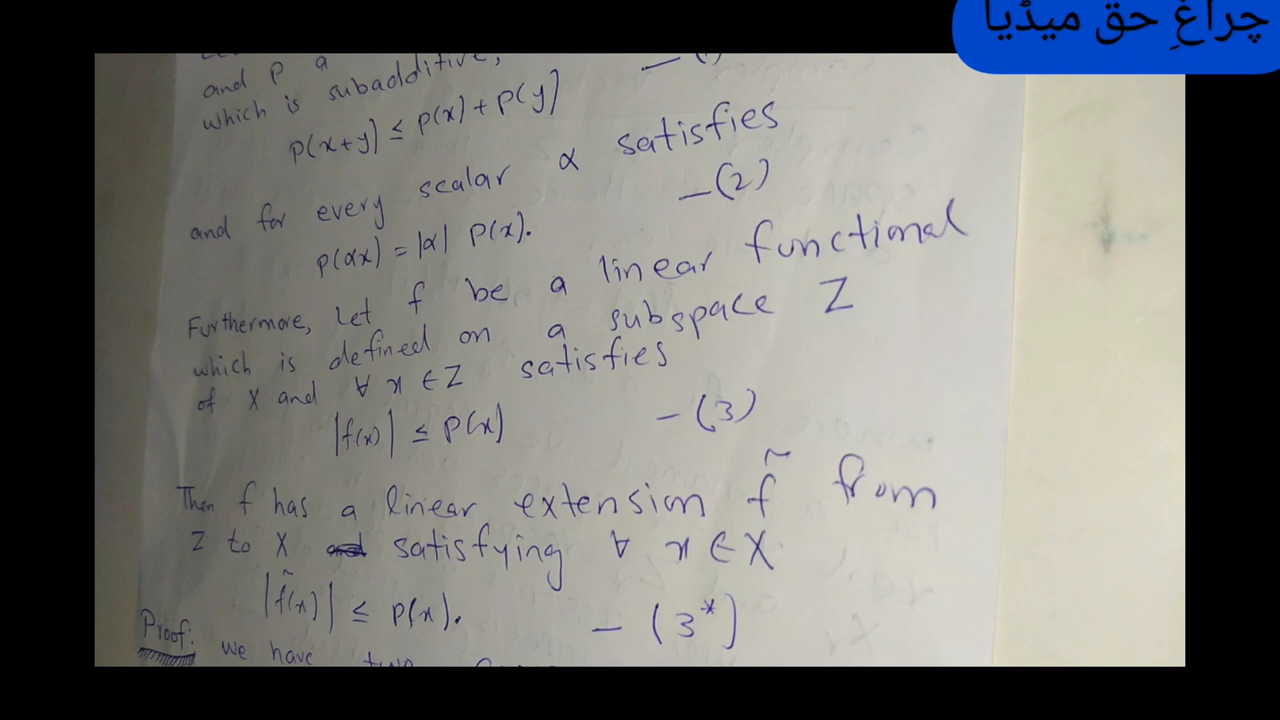 چراغِ حق میڈیا
and p a
which is subadditive,
p(x+y) ≤ p(x) + p(y)
and for every scalar α satisfies
p(αx) = |α| p(x). —(2)
Furthermore, Let f be a linear functional
which is defined on a subspace Z
of X and ∀ x ∈ Z satisfies
|f(x)| ≤ p(x) —(3)
Then f has a linear extension f̃ from
Z to X satisfying ∀ x ∈ X
|f̃(x)| ≤ p(x). —(3*)
Proof: we have two